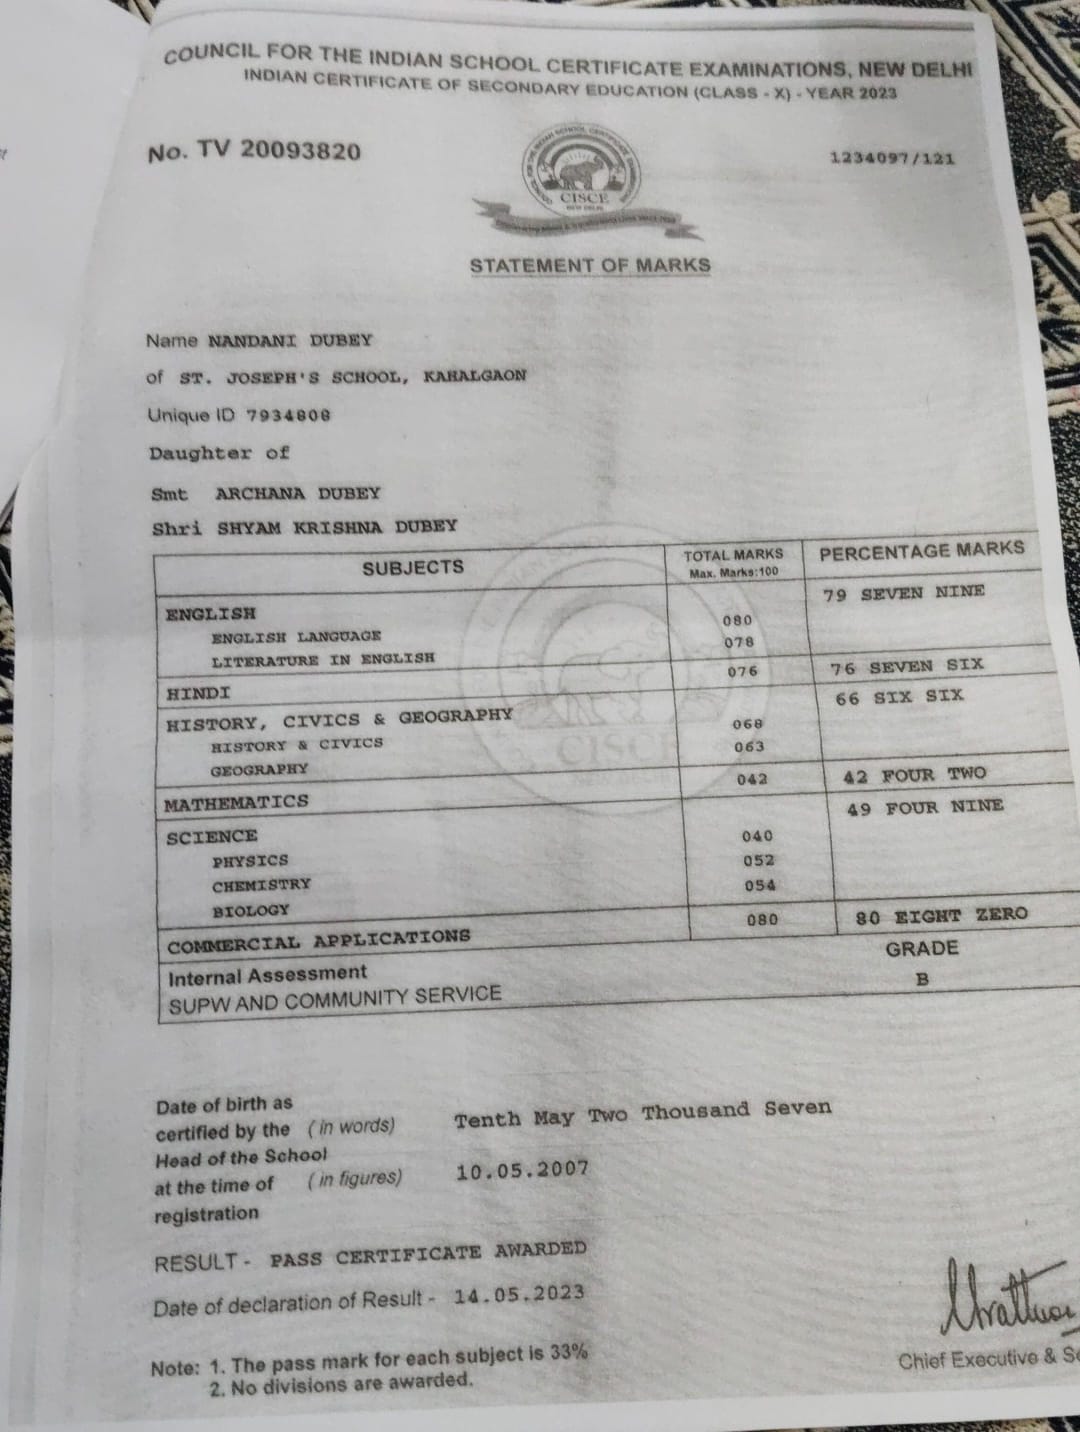 COUNCIL FOR THE INDIAN SCHOOL CERTIFICATE EXAMINATIONS, NEW DELHI
INDIAN CERTIFICATE OF SECONDARY EDUCATION (CLASS - X) - YEAR 2023
No. TV 20093820
1234097/121
CISCE
NEW DELHI
STATEMENT OF MARKS
Name NANDANI DUBEY
of ST. JOSEPH'S SCHOOL, KAHALGAON
Unique ID 7934808
Daughter of
Smt ARCHANA DUBEY
Shri SHYAM KRISHNA DUBEY
SUBJECTS TOTAL MARKS Max. Marks:100 PERCENTAGE MARKS
ENGLISH 79 SEVEN NINE
ENGLISH LANGUAGE 080
LITERATURE IN ENGLISH 078
HINDI 076 76 SEVEN SIX
HISTORY, CIVICS & GEOGRAPHY 66 SIX SIX
HISTORY & CIVICS 068
GEOGRAPHY 063
MATHEMATICS 042 42 FOUR TWO
SCIENCE 49 FOUR NINE
PHYSICS 040
CHEMISTRY 052
BIOLOGY 054
COMMERCIAL APPLICATIONS 080 80 EIGHT ZERO
Internal Assessment GRADE
SUPW AND COMMUNITY SERVICE B
Date of birth as
certified by the (in words) Tenth May Two Thousand Seven
Head of the School
at the time of (in figures) 10.05.2007
registration
RESULT - PASS CERTIFICATE AWARDED
Date of declaration of Result - 14.05.2023
Chief Executive &
Note: 1. The pass mark for each subject is 33%
2. No divisions are awarded.